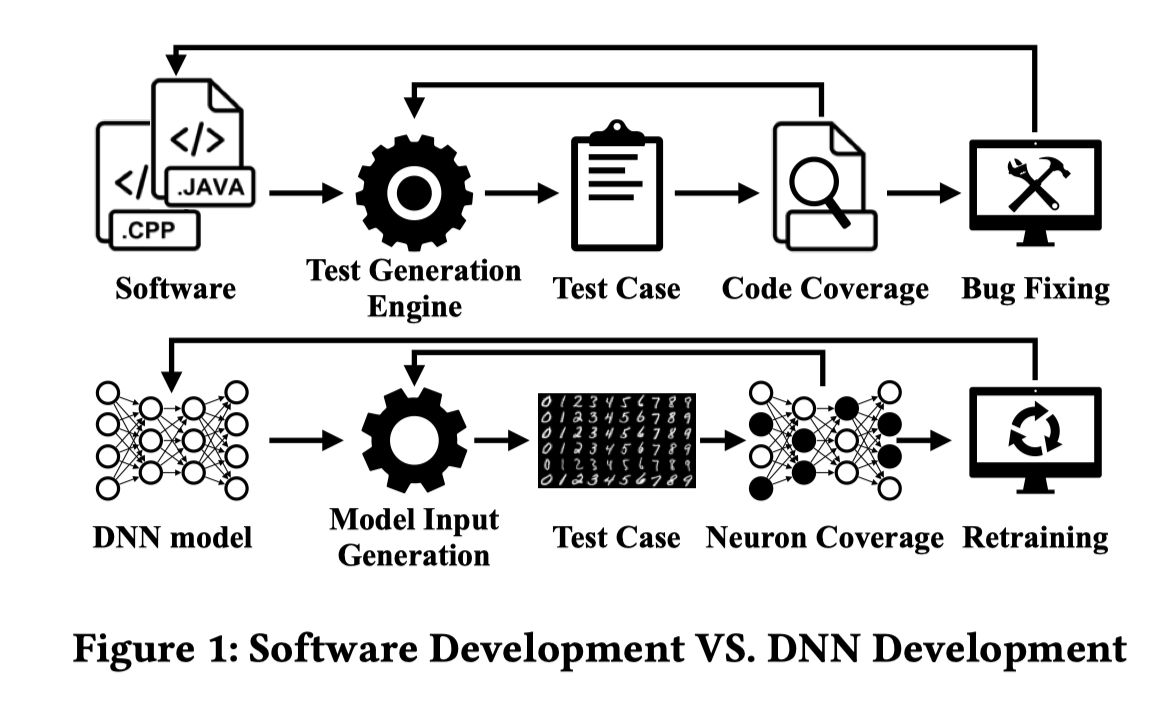 </>
</
.JAVA
.CPP
Software
Test Generation
Engine
Test Case
Code Coverage
Bug Fixing
0 1 2 3 4 5 6 7 8 9
0 1 2 3 4 5 6 7 8 9
0 1 2 3 4 5 6 7 8 9
0 1 2 3 4 5 6 7 8 9
0 1 2 3 4 5 6 7 8 9
0 1 2 3 4 5 6 7 8 9
DNN model
Model Input
Generation
Test Case
Neuron Coverage
Retraining
Figure 1: Software Development VS. DNN Development